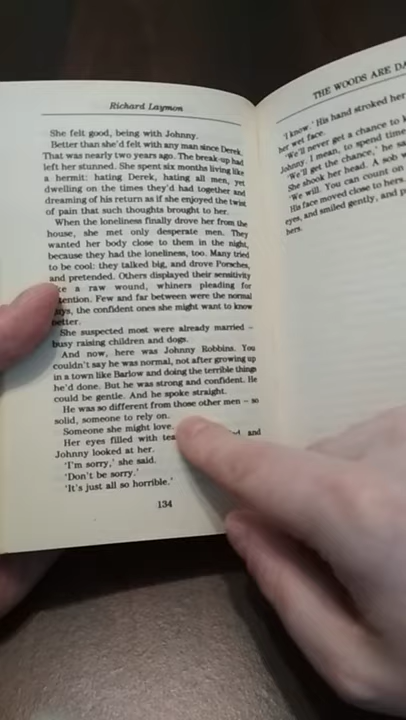 Richard Laymon
She felt good, being with Johnny.
Better than she'd felt with any man since Derek.
That was nearly two years ago. The break-up had
left her stunned. She spent six months living like
a hermit: hating Derek, hating all men, yet
dwelling on the times they'd had together and
dreaming of his return as if she enjoyed the twist
of pain that such thoughts brought to her.
When the loneliness finally drove her from the
house, she met only desperate men. They
wanted her body close to them in the night,
because they had the loneliness, too. Many tried
to be cool: they talked big, and drove Porsches,
and pretended. Others displayed their sensitivity
a raw wound, whiners pleading for
Few and far between were the normal
the confident ones she might want to know
better.
She suspected most were already married –
busy raising children and dogs.
And now, here was Johnny Robbins. You
couldn't say he was normal, not after growing up
in a town like Barlow and doing the terrible things
he'd done. But he was strong and confident. He
could be gentle. And he spoke straight.
He was so different from those other men – so
solid, someone to rely on.
Someone she might love.
Her eyes filled with and
Johnny looked at her.
'I'm sorry,' she said.
'Don't be sorry.'
'It's just all so horrible.'
134
THE WOODS ARE
'I know.' His hand stroked her
her wet face.
'We'll never get a chance to
Johnny. I mean, to spend time
'We'll get the chance,' he
She shook her head. A sob
'We will. You can count on
His face moved close to hers.
eyes, and smiled gently, and
hers.